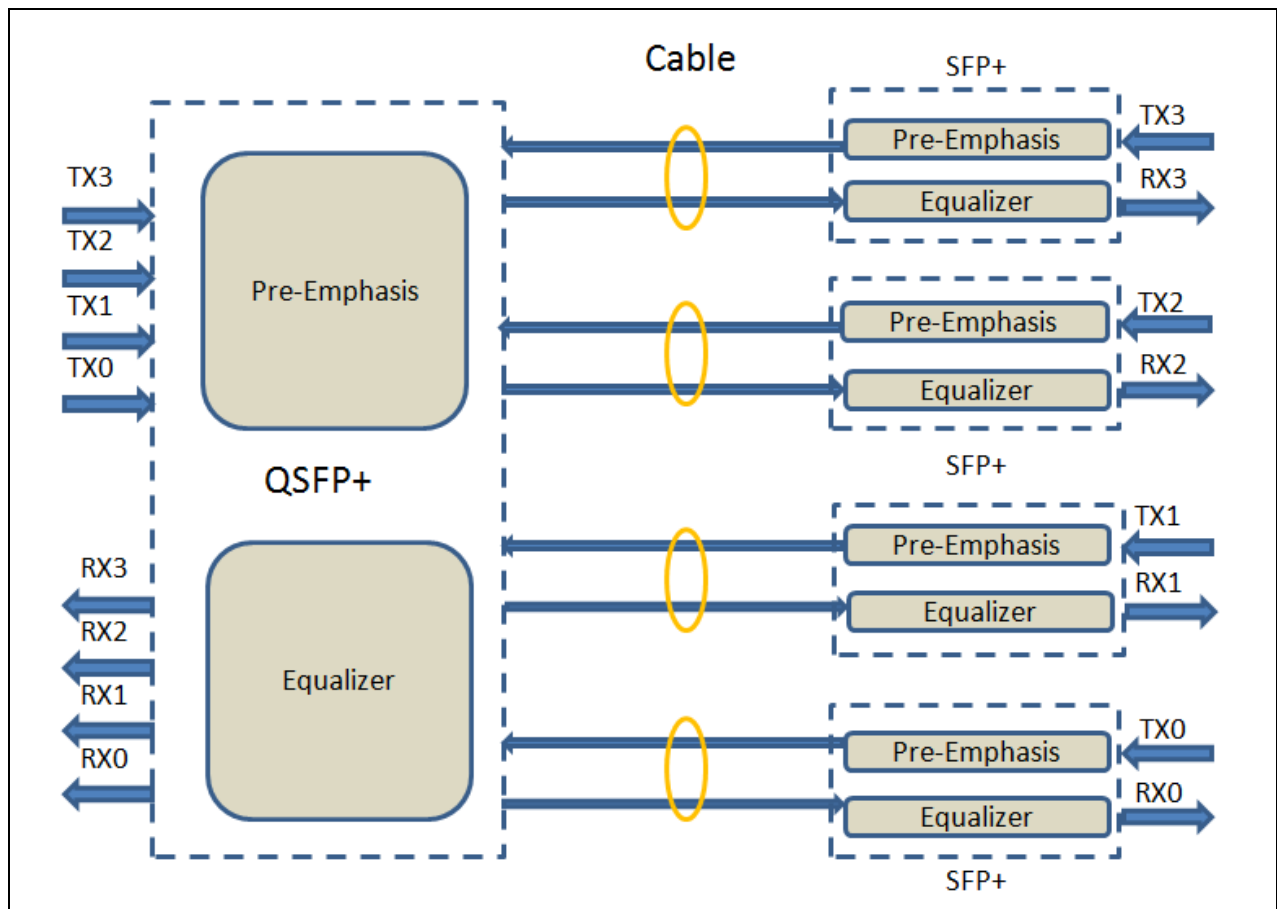 Cable
SFP+
TX3
Pre-Emphasis
RX3
Equalizer
TX3
TX2
TX1
TX0
Pre-Emphasis
TX2
Pre-Emphasis
RX2
Equalizer
SFP+
QSFP+
TX1
Pre-Emphasis
RX1
Equalizer
RX3
RX2
RX1
RX0
Equalizer
TX0
Pre-Emphasis
RX0
Equalizer
SFP+